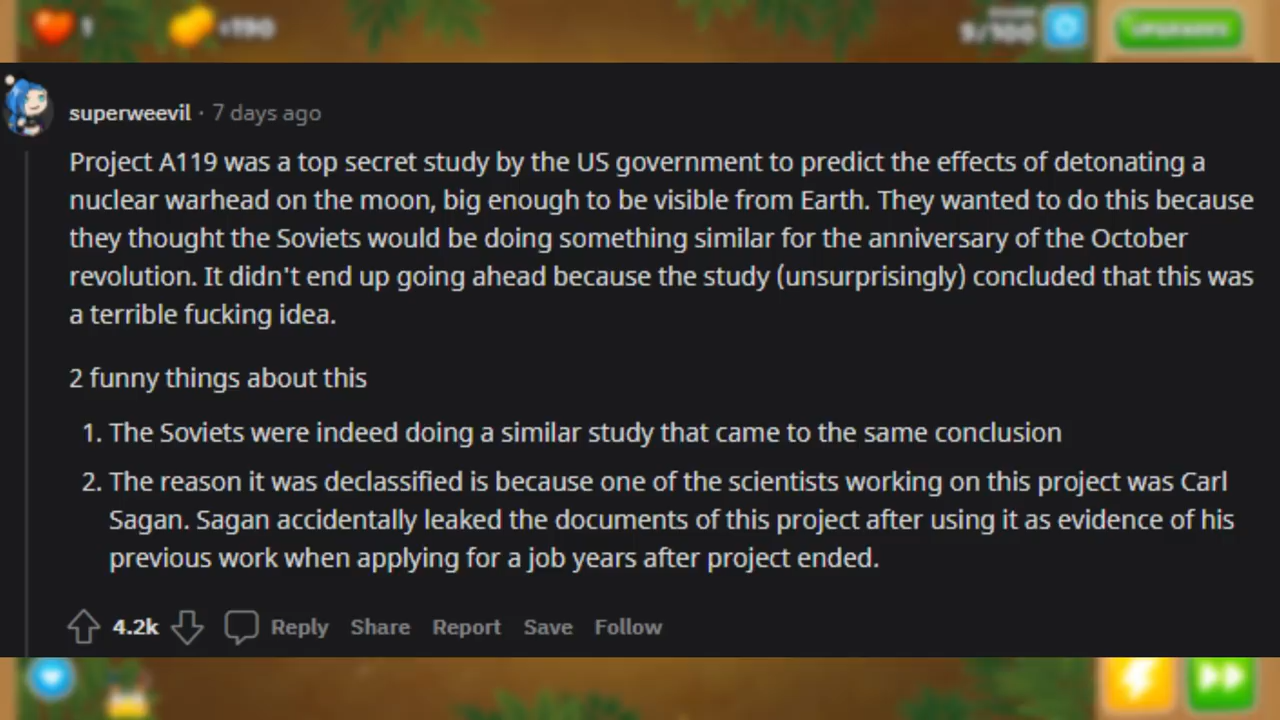 1
+190
9/100
UPGRADES
superweevil · 7 days ago
Project A119 was a top secret study by the US government to predict the effects of detonating a
nuclear warhead on the moon, big enough to be visible from Earth. They wanted to do this because
they thought the Soviets would be doing something similar for the anniversary of the October
revolution. It didn't end up going ahead because the study (unsurprisingly) concluded that this was
a terrible fucking idea.
2 funny things about this
1. The Soviets were indeed doing a similar study that came to the same conclusion
2. The reason it was declassified is because one of the scientists working on this project was Carl
Sagan. Sagan accidentally leaked the documents of this project after using it as evidence of his
previous work when applying for a job years after project ended.
4.2k Reply Share Report Save Follow